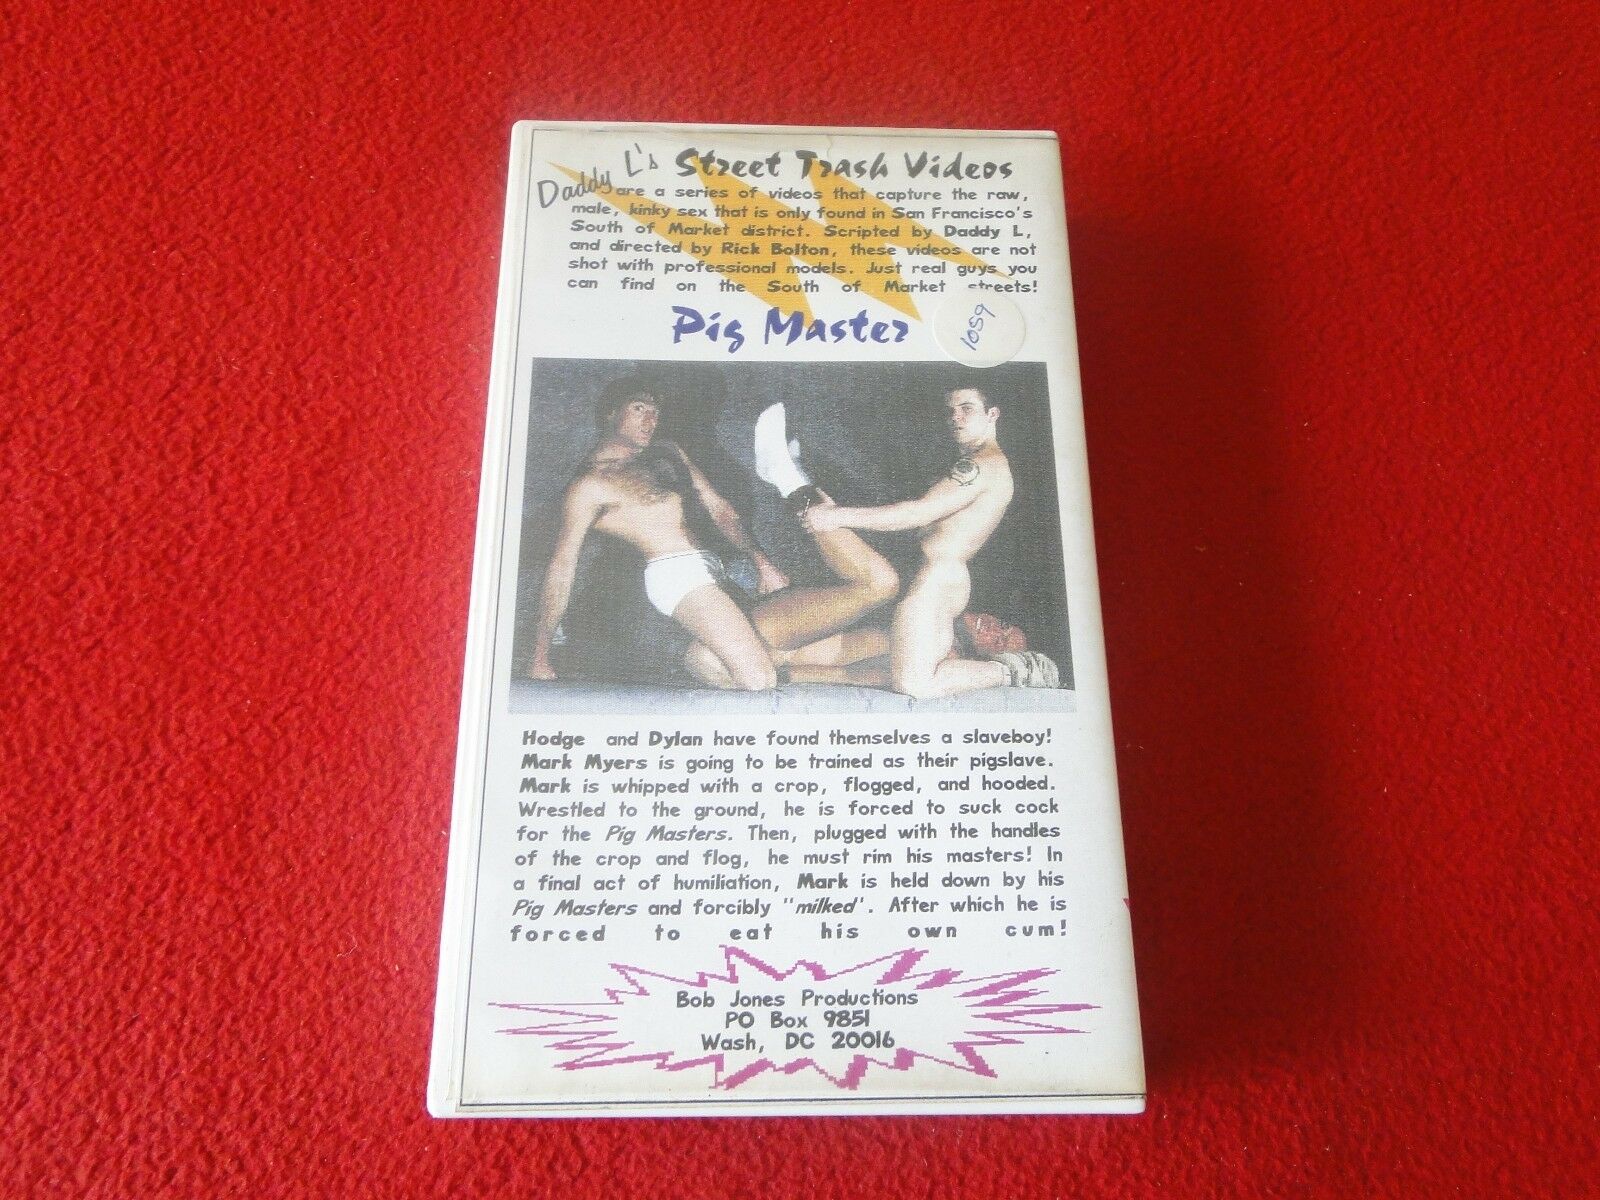 Daddy L's Street Trash Videos
are a series of videos that capture the raw,
male, kinky sex that is only found in San Francisco's
South of Market district. Scripted by Daddy L,
and directed by Rick Bolton, these videos are not
shot with professional models. Just real guys you
can find on the South of Market streets!
Pig Master
1059
Hodge and Dylan have found themselves a slaveboy!
Mark Myers is going to be trained as their pigslave.
Mark is whipped with a crop, flogged, and hooded.
Wrestled to the ground, he is forced to suck cock
for the Pig Masters. Then, plugged with the handles
of the crop and flog, he must rim his masters! In
a final act of humiliation, Mark is held down by his
Pig Masters and forcibly "milked'. After which he is
forced to eat his own cum!
Bob Jones Productions
PO Box 9851
Wash, DC 20016